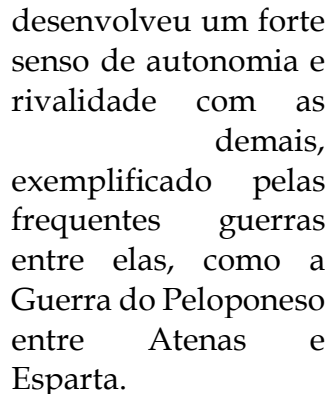 desenvolveu um forte
senso de autonomia e
rivalidade com as
demais,
exemplificado pelas
frequentes guerras
entre elas, como a
Guerra do Peloponeso
entre Atenas e
Esparta.